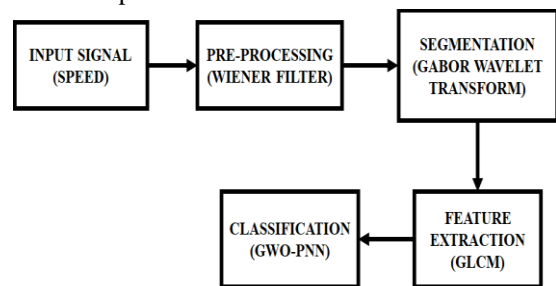 INPUT SIGNAL
(SPEED)
PRE-PROCESSING
(WIENER FILTER)
SEGMENTATION
(GABOR WAVELET
TRANSFORM)
CLASSIFICATION
(GWO-PNN)
FEATURE
EXTRACTION
(GLCM)